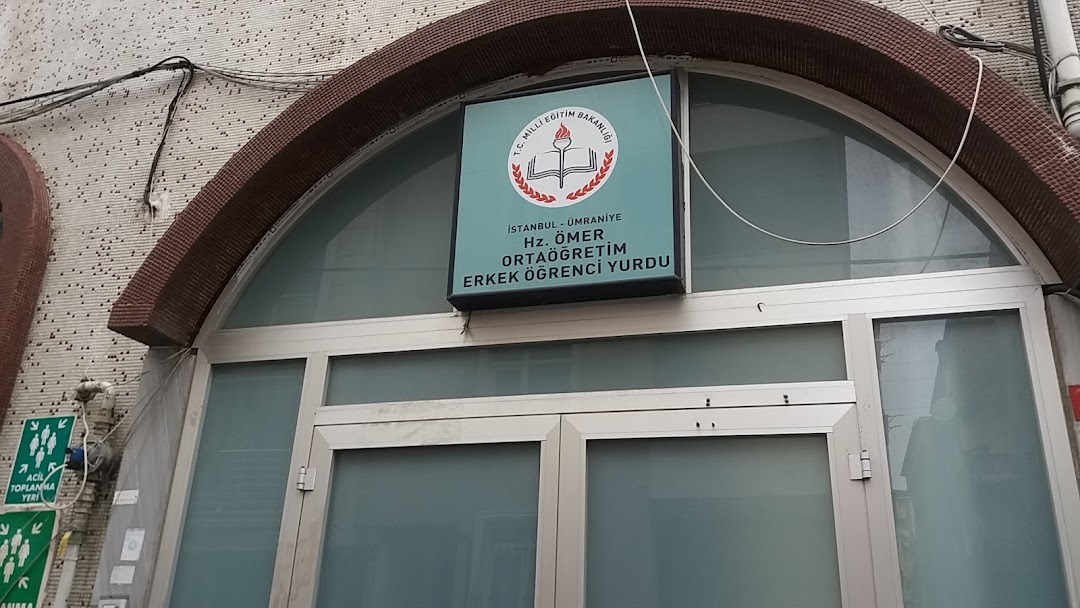 T.C. MİLLİ EĞİTİM BAKANLIĞI
İSTANBUL - ÜMRANİYE
Hz. ÖMER
ORTAÖĞRETİM
ERKEK ÖĞRENCİ YURDU
ACİL
TOPLANMA
YERİ